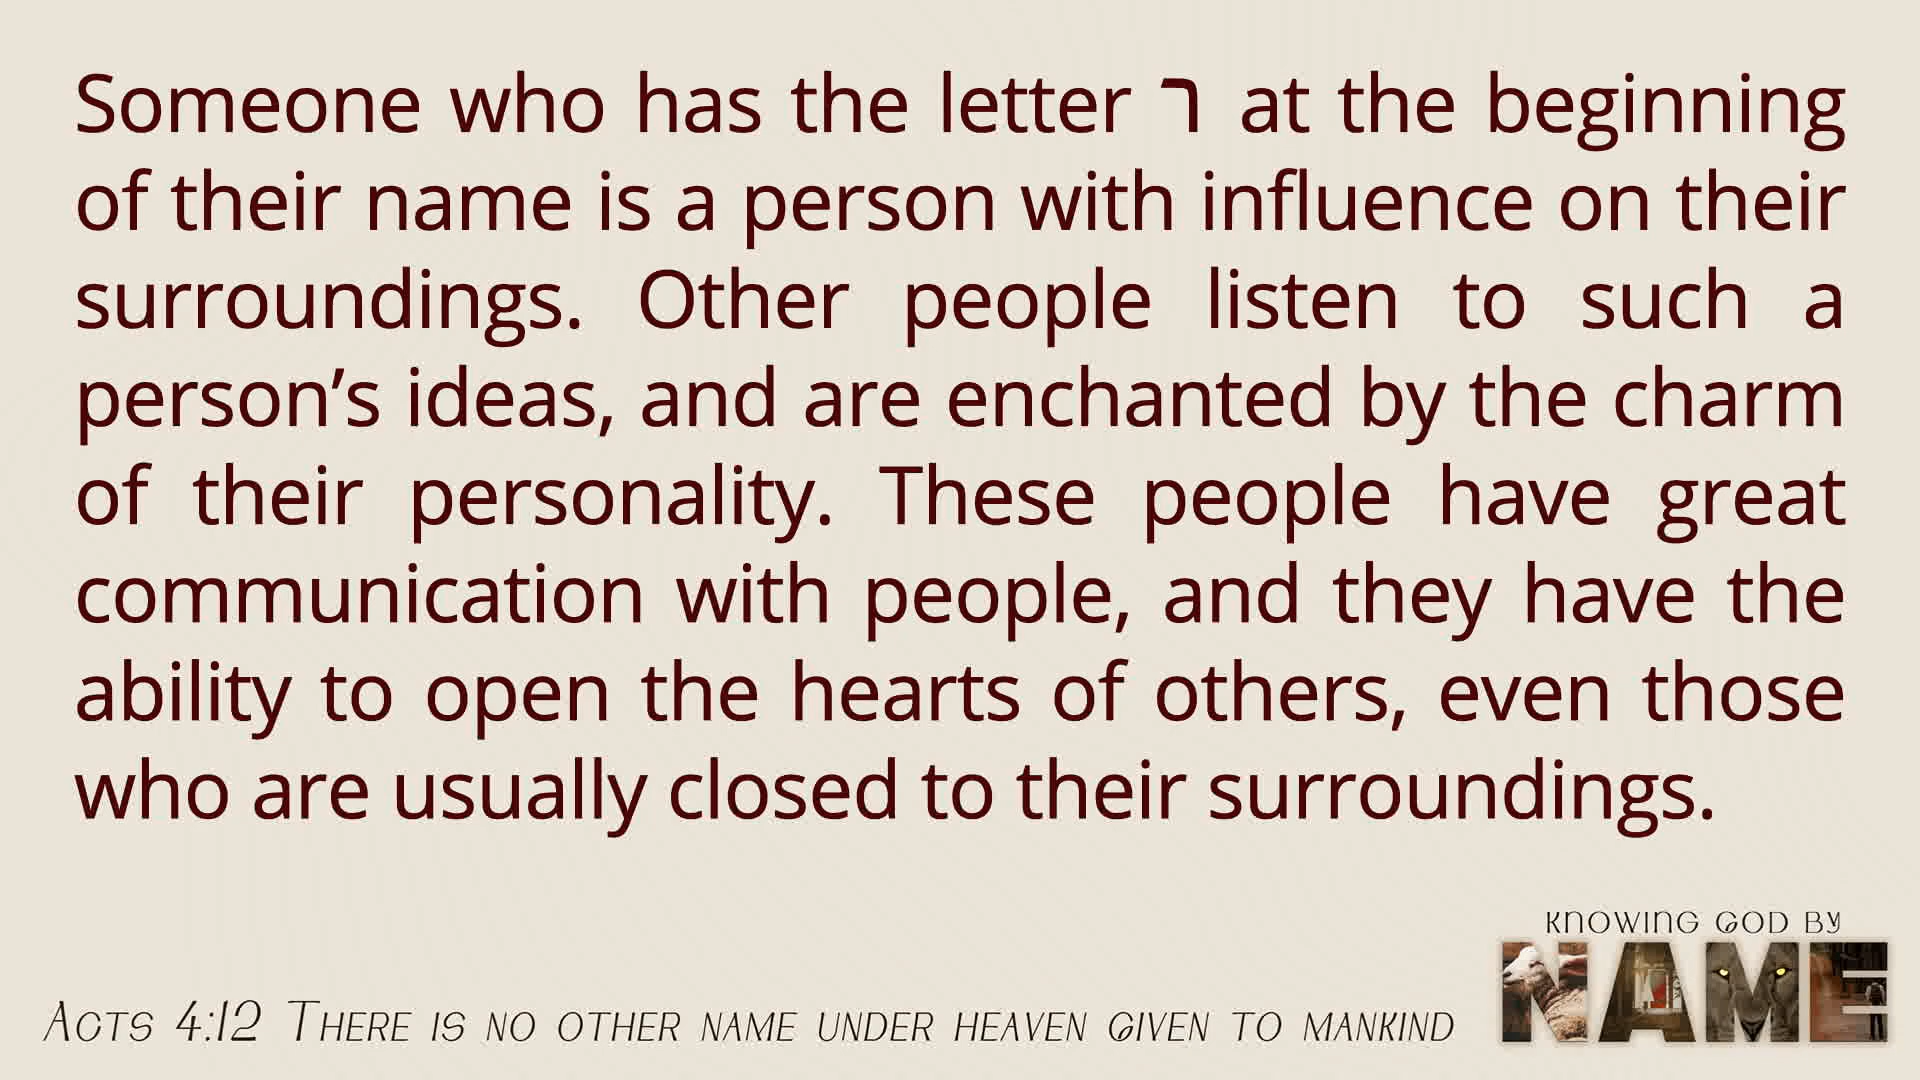 Someone who has the letter ר at the beginning
of their name is a person with influence on their
surroundings. Other people listen to such a
person’s ideas, and are enchanted by the charm
of their personality. These people have great
communication with people, and they have the
ability to open the hearts of others, even those
who are usually closed to their surroundings.
KNOWING GOD BY
NAME
ACTS 4:12 THERE IS NO OTHER NAME UNDER HEAVEN GIVEN TO MANKIND